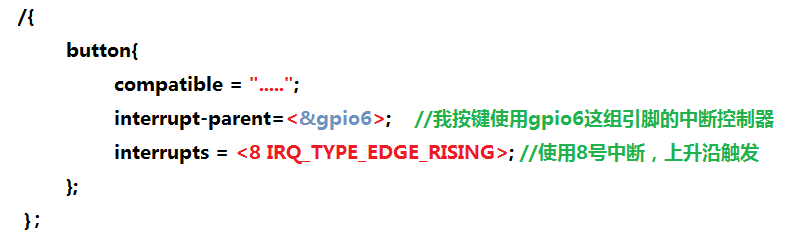 /{
button{
compatible = ".....";
interrupt-parent=<&gpio6>; //我按键使用gpio6这组引脚的中断控制器
interrupts = <8 IRQ_TYPE_EDGE_RISING>; //使用8号中断，上升沿触发
};
};